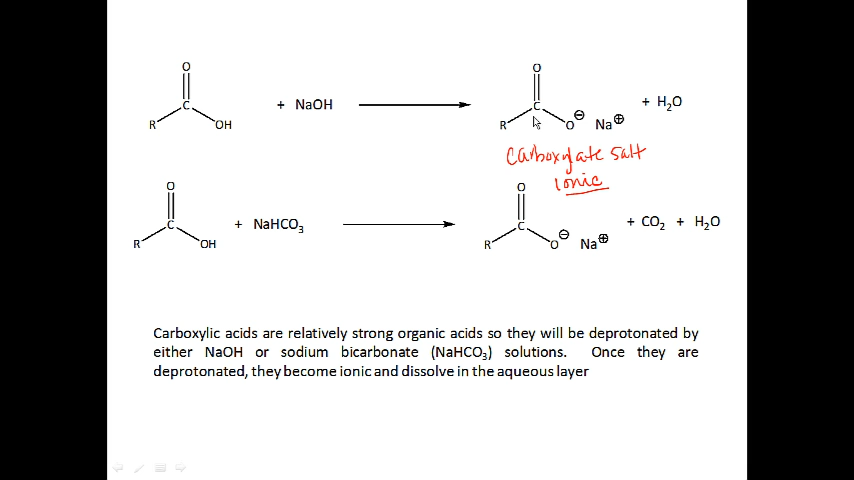 O
C
R
OH
+ NaOH
O
C
R
O ⊖ Na⊕
+ H2O
Carboxylate salt
ionic
O
C
R
OH
+ NaHCO3
O
C
R
O ⊖ Na⊕
+ CO2 + H2O
Carboxylic acids are relatively strong organic acids so they will be deprotonated by
either NaOH or sodium bicarbonate (NaHCO3) solutions. Once they are
deprotonated, they become ionic and dissolve in the aqueous layer